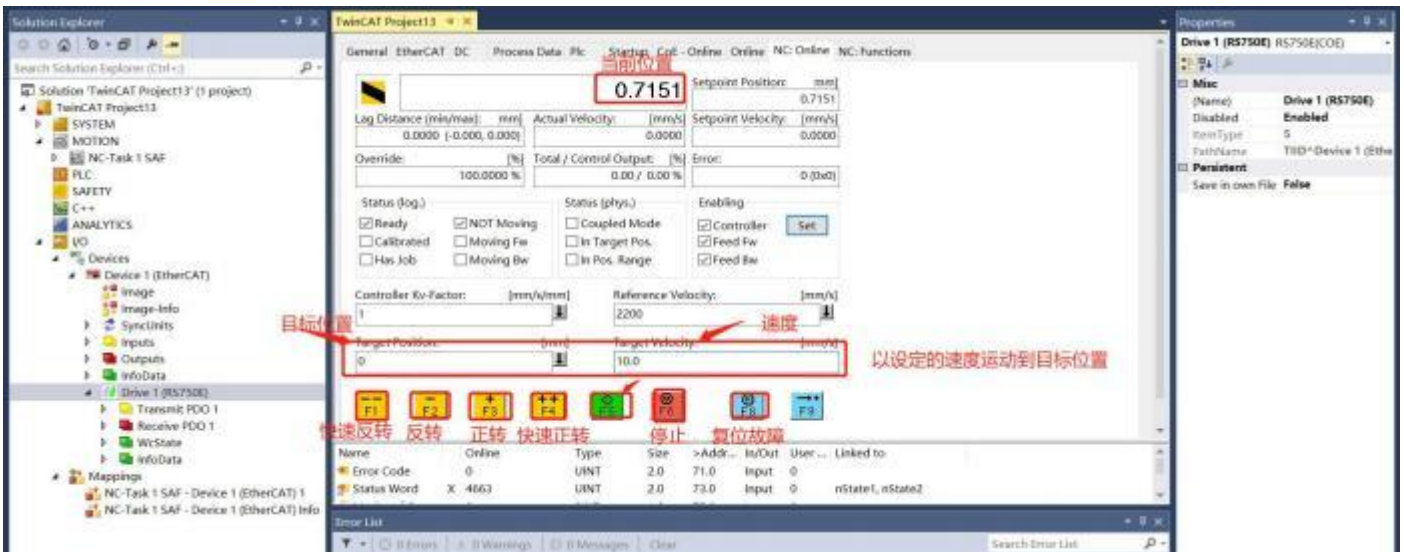 Solution Explorer
Search Solution Explorer (Ctrl+;)
Solution 'TwinCAT Project13' (1 project)
TwinCAT Project13
SYSTEM
MOTION
NC-Task 1 SAF
PLC
SAFETY
C++
ANALYTICS
I/O
Devices
Device 1 (EtherCAT)
Image
Image-Info
SyncUnits
Inputs
Outputs
InfoData
Drive 1 (RS750E)
Transmit PDO 1
Receive PDO 1
WcState
InfoData
Mappings
NC-Task 1 SAF - Device 1 (EtherCAT) 1
NC-Task 1 SAF - Device 1 (EtherCAT) Info
TwinCAT Project13
General EtherCAT DC Process Data Plc Startup CoE - Online Online NC: Online NC: Functions
当前位置
0.7151
Setpoint Position: mm]
0.7151
Lag Distance (min/max): mm] Actual Velocity: [mm/s] Setpoint Velocity: [mm/s]
0.0000 (-0.000, 0.000) 0.0000 0.0000
Override: [%] Total / Control Output: [%] Error:
100.0000 % 0.00 / 0.00 % 0 (0x0)
Status (log.) Status (phys.) Enabling
Ready NOT Moving Coupled Mode Controller Set
Calibrated Moving Fw In Target Pos. Feed Fw
Has Job Moving Bw In Pos. Range Feed Bw
Controller Kv-Factor: [mm/s/mm] Reference Velocity: [mm/s]
1 2200
目标位置 速度
Target Position: [mm] Target Velocity: [mm/s]
0 10.0
以设定的速度运动到目标位置
-- - + ++
F1 F2 F3 F4 F5 F6 F8 F9
快速反转 反转 正转 快速正转 停止 复位故障
Name Online Type Size >Addr... In/Out User ... Linked to
Error Code 0 UINT 2.0 71.0 Input 0
Status Word X 4663 UINT 2.0 73.0 Input 0 nState1, nState2
Error List
0 Errors 0 Warnings 0 Messages Clear
Search Error List
Properties
Drive 1 (RS750E) RS750E(COE)
Misc
(Name) Drive 1 (RS750E)
Disabled Enabled
ItemType 5
PathName TIID^Device 1 (Ethe
Persistent
Save in own File False